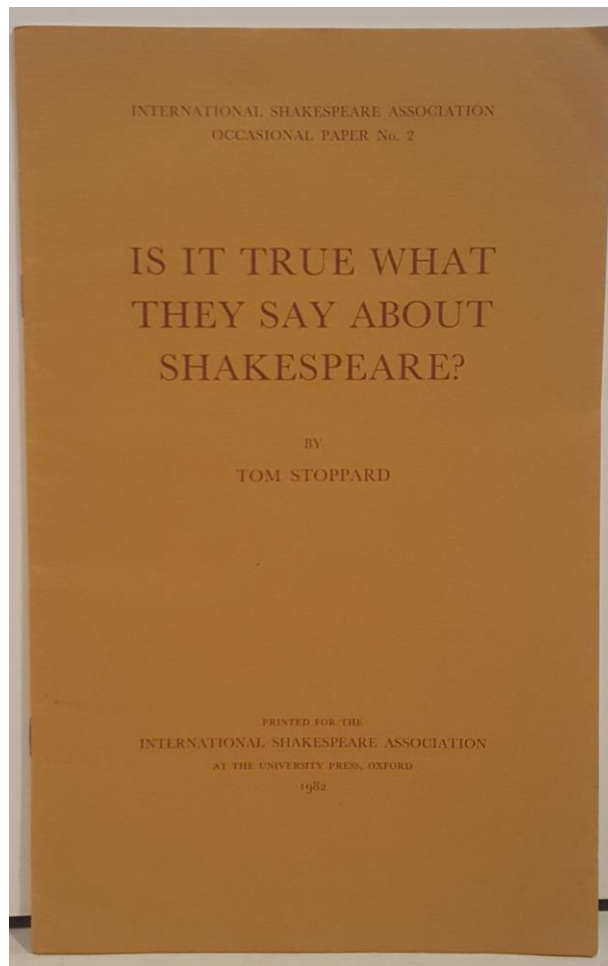 INTERNATIONAL SHAKESPEARE ASSOCIATION
OCCASIONAL PAPER No. 2
IS IT TRUE WHAT
THEY SAY ABOUT
SHAKESPEARE?
BY
TOM STOPPARD
PRINTED FOR THE
INTERNATIONAL SHAKESPEARE ASSOCIATION
AT THE UNIVERSITY PRESS, OXFORD
1982